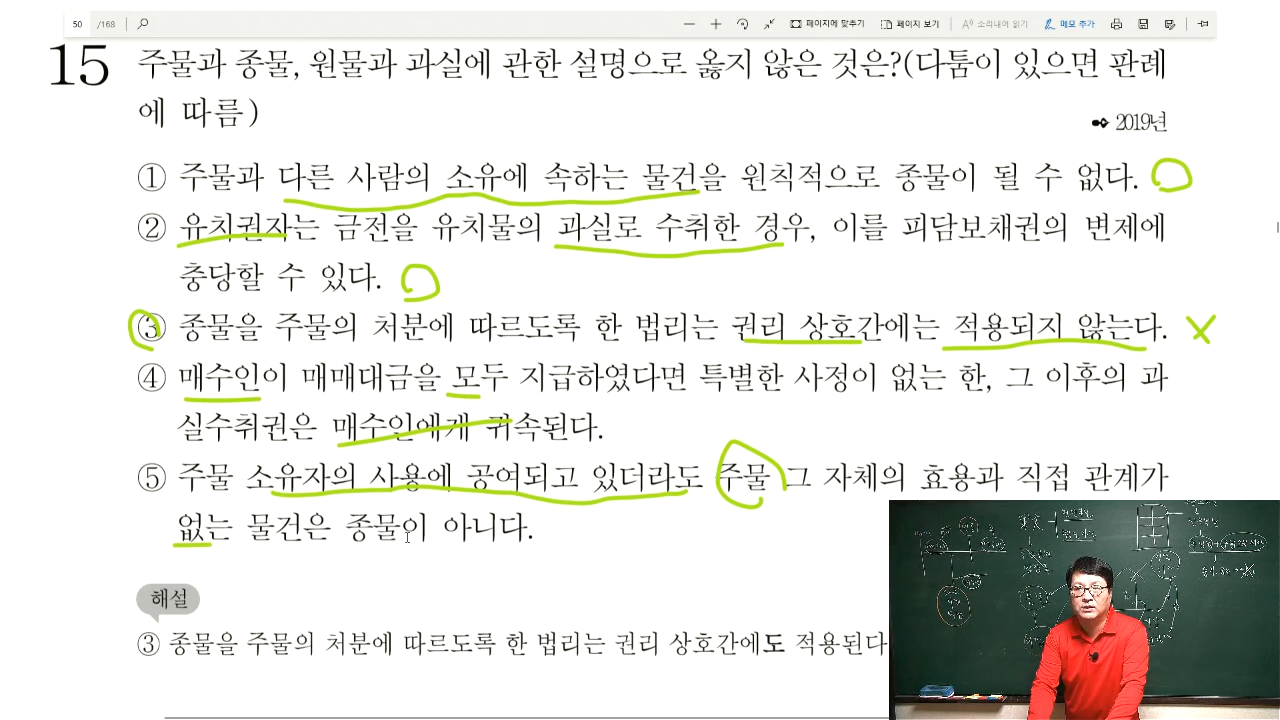 50 /168 페이지에 맞추기 페이지 보기 소리내어 읽기 메모 추가
15 주물과 종물, 원물과 과실에 관한 설명으로 옳지 않은 것은?(다툼이 있으면 판례
에 따름)
2019년
① 주물과 다른 사람의 소유에 속하는 물건을 원칙적으로 종물이 될 수 없다.
② 유치권자는 금전을 유치물의 과실로 수취한 경우, 이를 피담보채권의 변제에
충당할 수 있다.
③ 종물을 주물의 처분에 따르도록 한 법리는 권리 상호간에는 적용되지 않는다.
④ 매수인이 매매대금을 모두 지급하였다면 특별한 사정이 없는 한, 그 이후의 과
실수취권은 매수인에게 귀속된다.
⑤ 주물 소유자의 사용에 공여되고 있더라도 주물 그 자체의 효용과 직접 관계가
없는 물건은 종물이 아니다.
해설
③ 종물을 주물의 처분에 따르도록 한 법리는 권리 상호간에도 적용된다